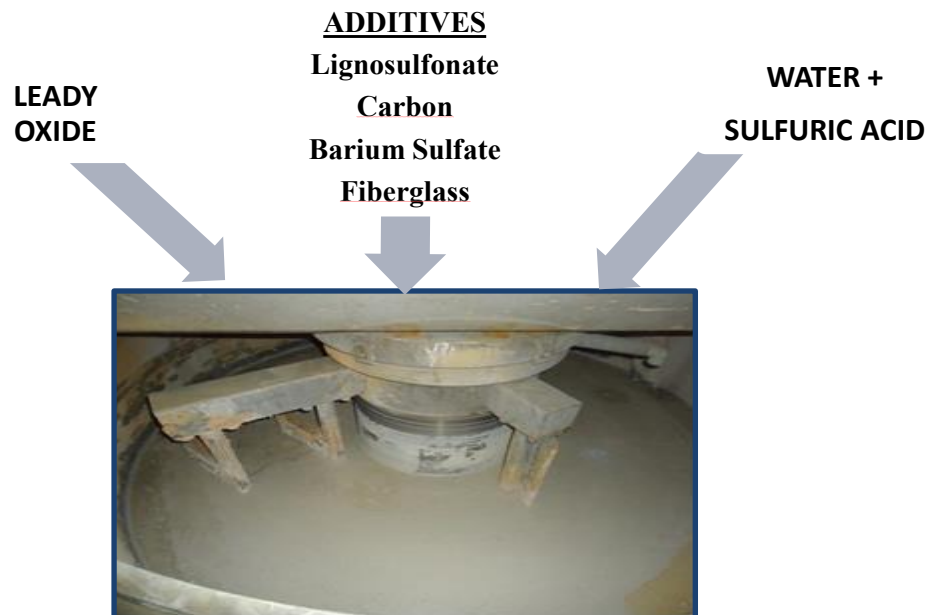 LEADY
OXIDE
ADDITIVES
Lignosulfonate
Carbon
Barium Sulfate
Fiberglass
WATER +
SULFURIC ACID